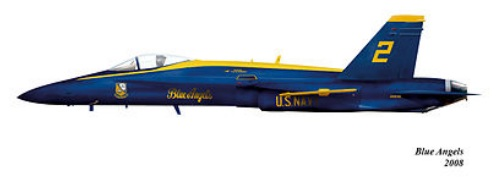 2
Blue Angels
U.S. NAVY
Blue Angels
2008